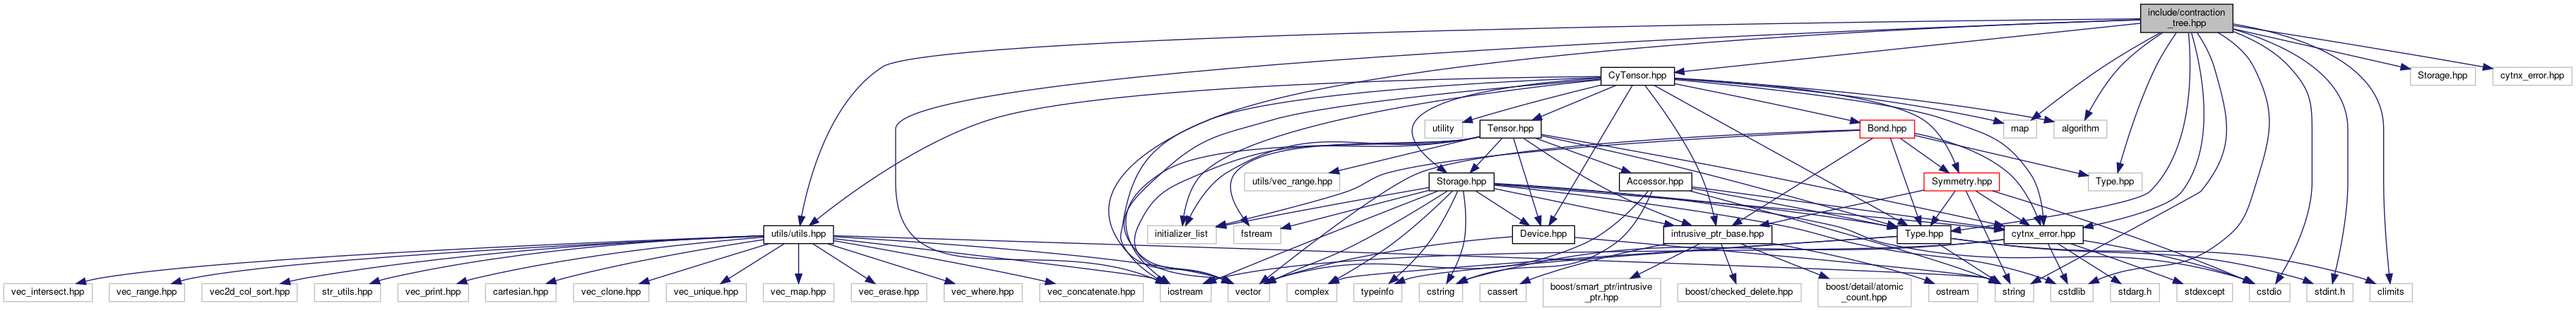 include/contraction
_tree.hpp
CyTensor.hpp
Storage.hpp
cytnx_error.hpp
utility
Tensor.hpp
Bond.hpp
map
algorithm
utils/vec_range.hpp
Storage.hpp
Accessor.hpp
Symmetry.hpp
Type.hpp
utils/utils.hpp
initializer_list
fstream
Device.hpp
intrusive_ptr_base.hpp
Type.hpp
cytnx_error.hpp
vec_intersect.hpp
vec_range.hpp
vec2d_col_sort.hpp
str_utils.hpp
vec_print.hpp
cartesian.hpp
vec_clone.hpp
vec_unique.hpp
vec_map.hpp
vec_erase.hpp
vec_where.hpp
vec_concatenate.hpp
iostream
vector
complex
typeinfo
cstring
cassert
boost/smart_ptr/intrusive
_ptr.hpp
boost/checked_delete.hpp
boost/detail/atomic
_count.hpp
ostream
string
cstdlib
stdarg.h
stdexcept
cstdio
stdint.h
climits